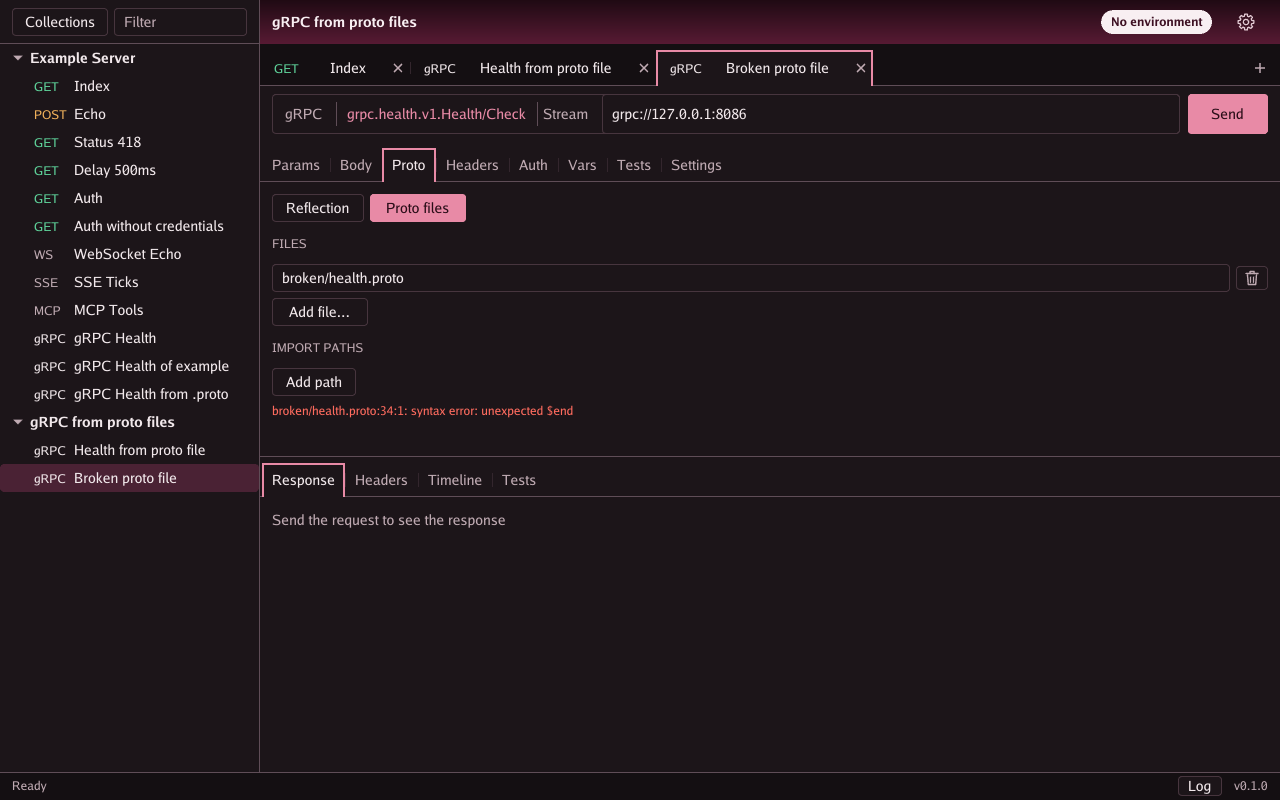 Collections
Filter
gRPC from proto files
No environment
Example Server
GET Index
POST Echo
GET Status 418
GET Delay 500ms
GET Auth
GET Auth without credentials
WS WebSocket Echo
SSE SSE Ticks
MCP MCP Tools
gRPC gRPC Health
gRPC gRPC Health of example
gRPC gRPC Health from .proto
gRPC from proto files
gRPC Health from proto file
gRPC Broken proto file
GET Index
gRPC Health from proto file
gRPC Broken proto file
gRPC grpc.health.v1.Health/Check Stream grpc://127.0.0.1:8086 Send
Params Body Proto Headers Auth Vars Tests Settings
Reflection Proto files
FILES
broken/health.proto
Add file...
IMPORT PATHS
Add path
broken/health.proto:34:1: syntax error: unexpected $end
Response Headers Timeline Tests
Send the request to see the response
Ready
Log v0.1.0